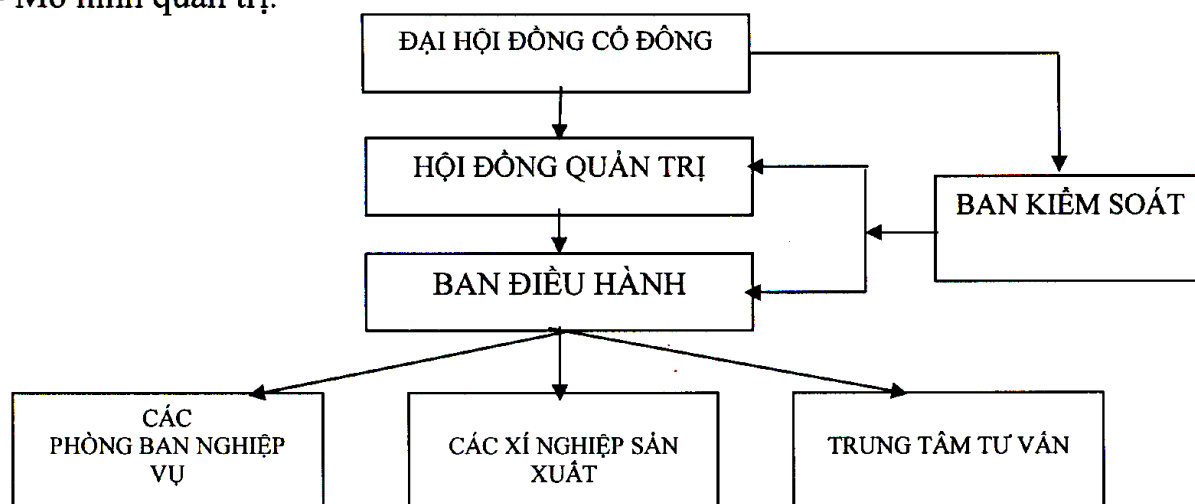 - Mô hình quản trị:
ĐẠI HỘI ĐỒNG CỔ ĐÔNG
HỘI ĐỒNG QUẢN TRỊ
BAN KIỂM SOÁT
BAN ĐIỀU HÀNH
CÁC
PHÒNG BAN NGHIỆP
VỤ
CÁC XÍ NGHIỆP SẢN
XUẤT
TRUNG TÂM TƯ VẤN